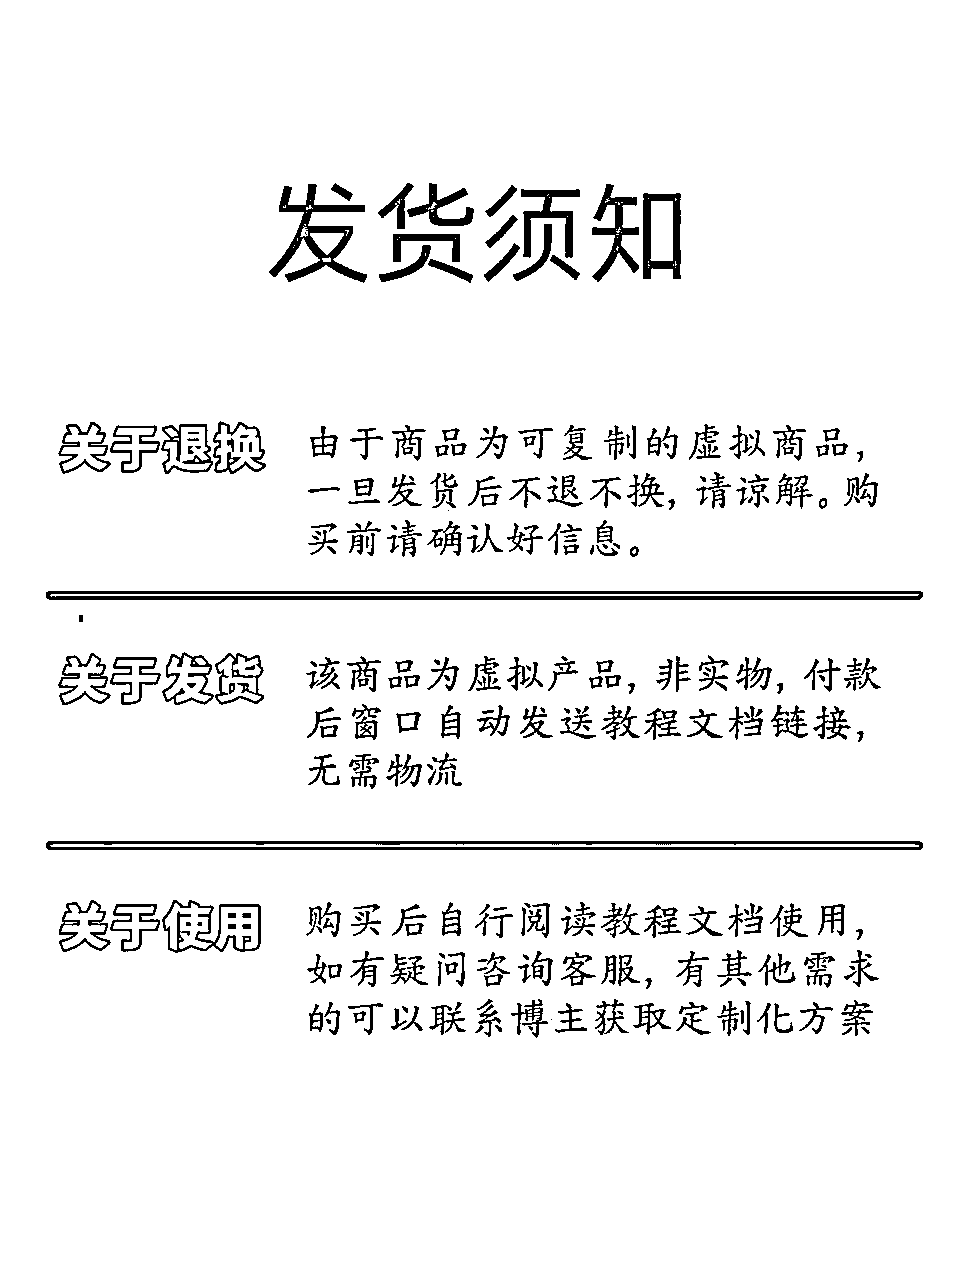 发货须知
关于退换
由于商品为可复制的虚拟商品，
一旦发货后不退不换，请谅解。购
买前请确认好信息。
关于发货
该商品为虚拟产品，非实物，付款
后窗口自动发送教程文档链接，
无需物流
关于使用
购买后自行阅读教程文档使用，
如有疑问咨询客服，有其他需求
的可以联系博主获取定制化方案